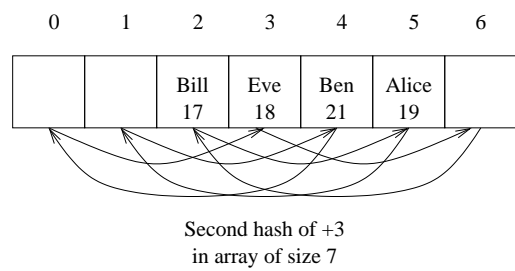 0 1 2 3 4 5 6
Bill Eve Ben Alice
17 18 21 19
Second hash of +3
in array of size 7